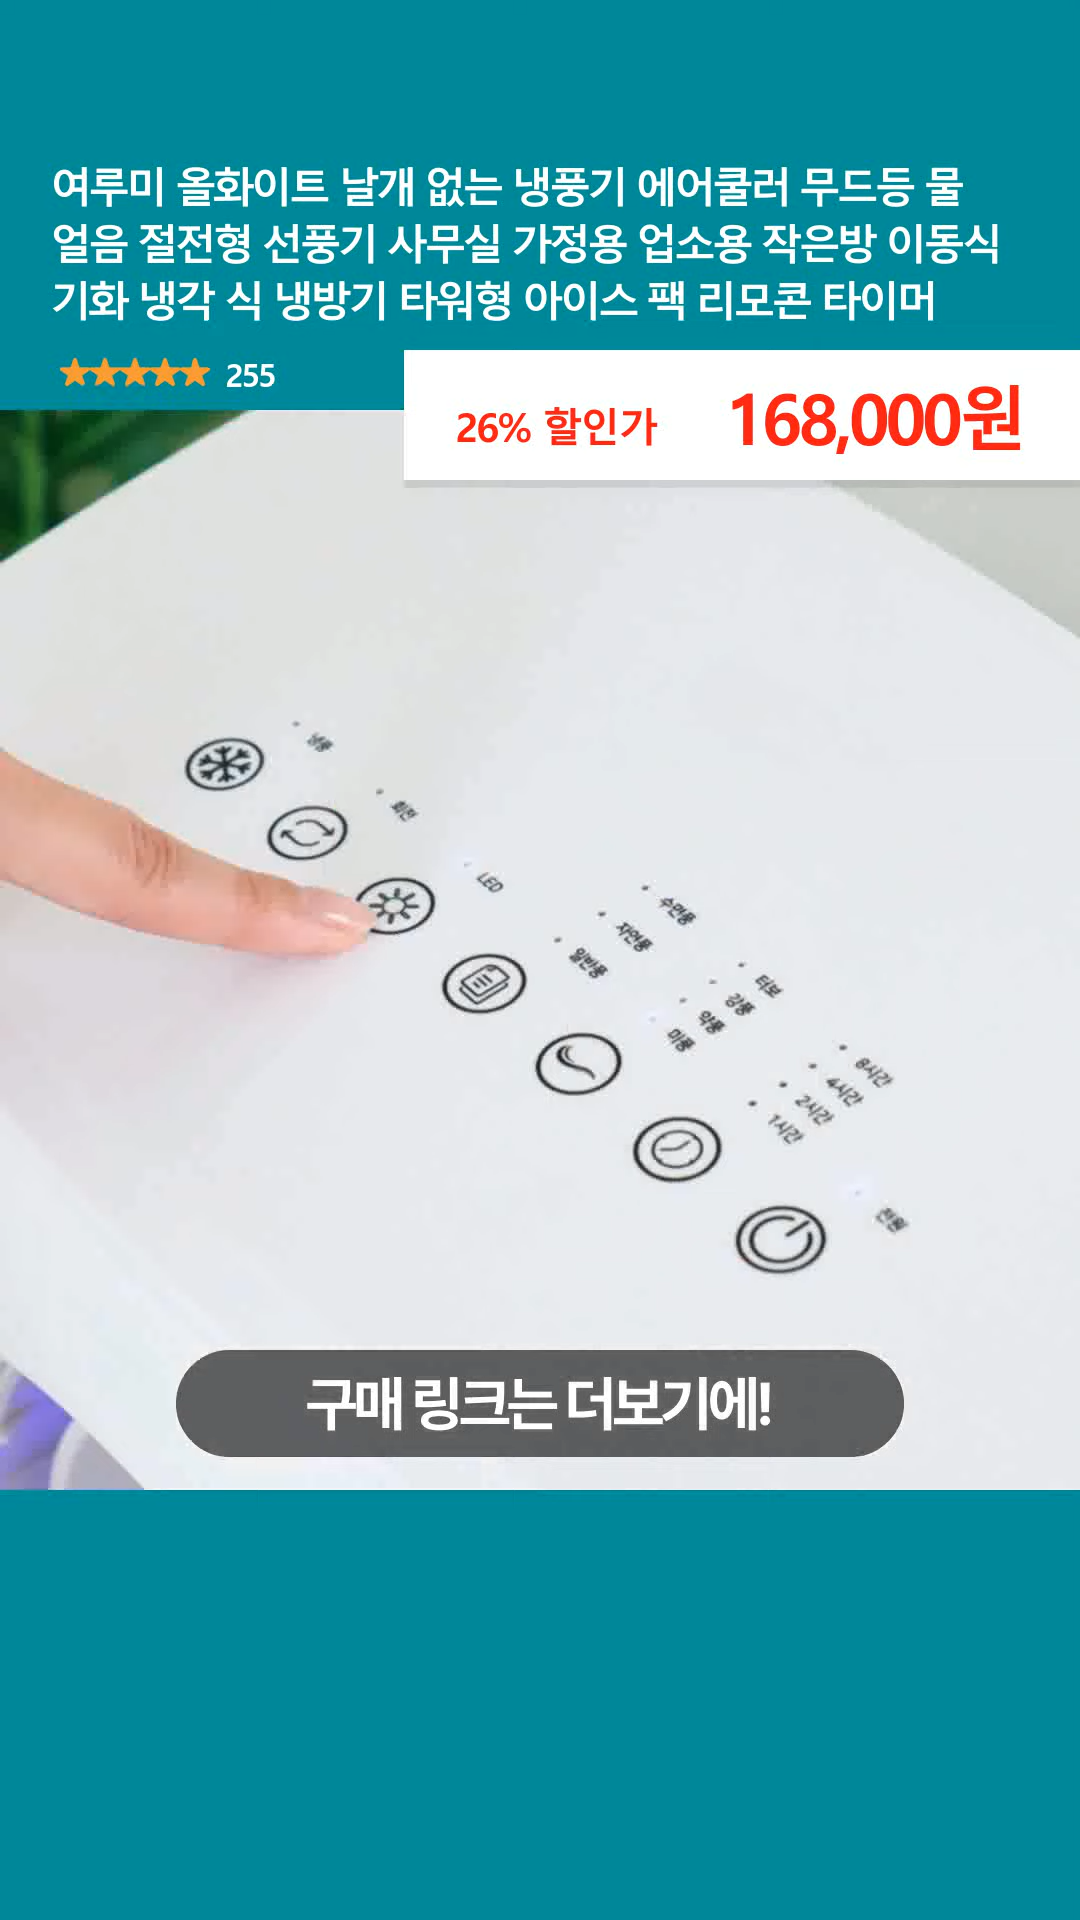 여루미 올화이트 날개 없는 냉풍기 에어쿨러 무드등 물
얼음 절전형 선풍기 사무실 가정용 업소용 작은방 이동식
기화 냉각 식 냉방기 타워형 아이스 팩 리모콘 타이머
255
26% 할인가 168,000원
냉풍
회전
LED
수면풍
자연풍
일반풍
터보
강풍
약풍
미풍
8시간
4시간
2시간
1시간
전원
구매 링크는 더보기에!